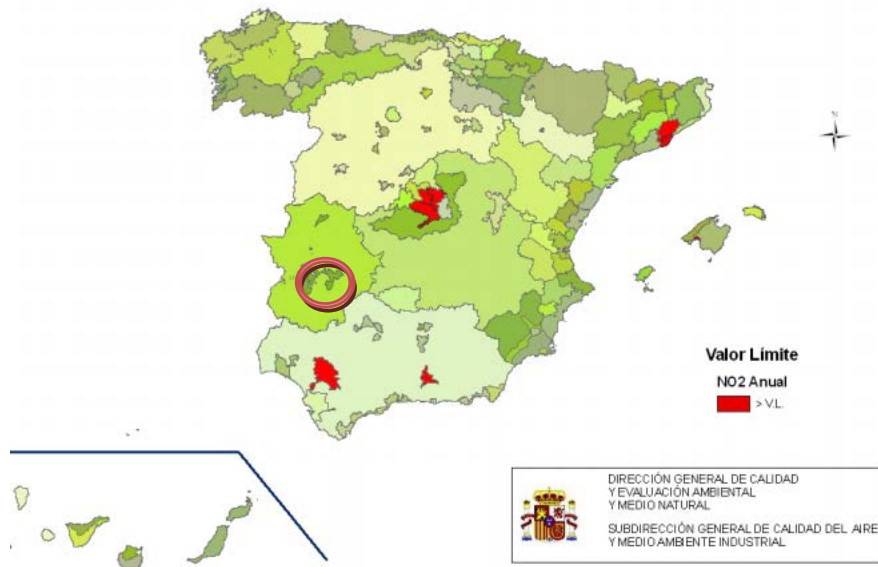 N
Valor Límite
NO2 Anual
> V.L.
DIRECCIÓN GENERAL DE CALIDAD
Y EVALUACIÓN AMBIENTAL
Y MEDIO NATURAL
SUBDIRECCIÓN GENERAL DE CALIDAD DEL AIRE
Y MEDIO AMBIENTE INDUSTRIAL